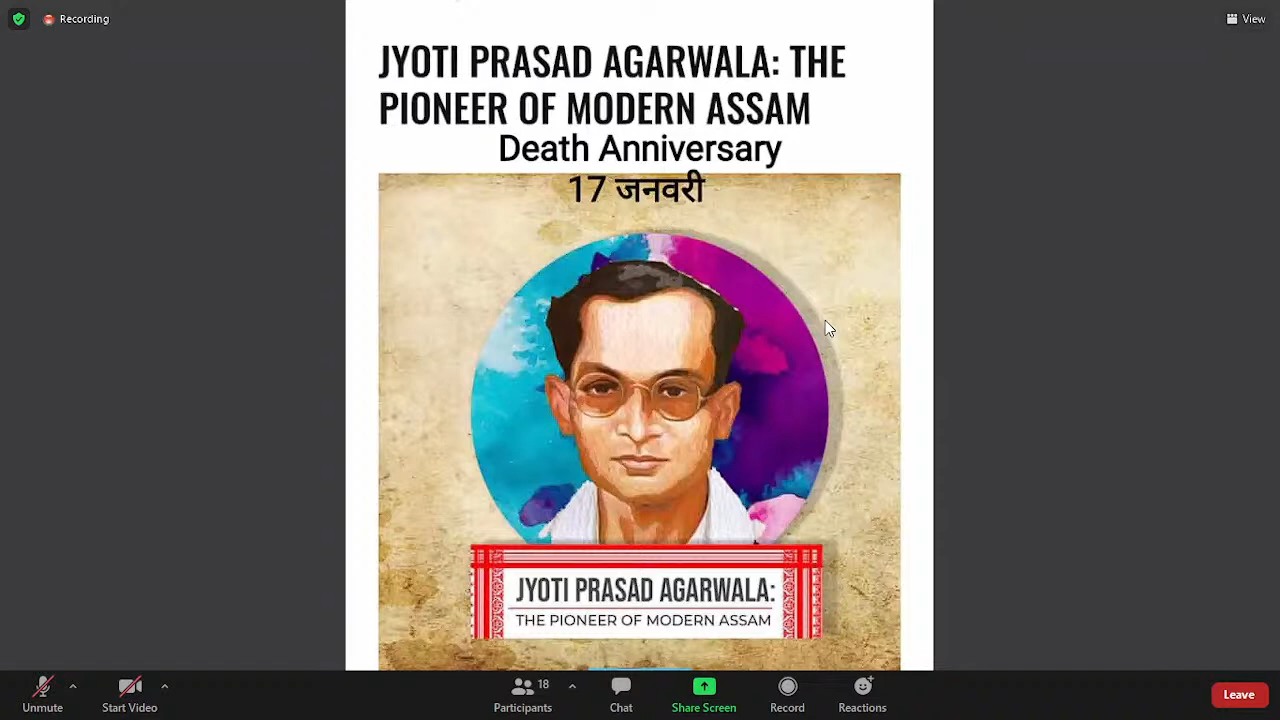 Recording
View
JYOTI PRASAD AGARWALA: THE
PIONEER OF MODERN ASSAM
Death Anniversary
17 जनवरी
JYOTI PRASAD AGARWALA:
THE PIONEER OF MODERN ASSAM
Unmute
Start Video
18
Participants
Chat
Share Screen
Record
Reactions
Leave